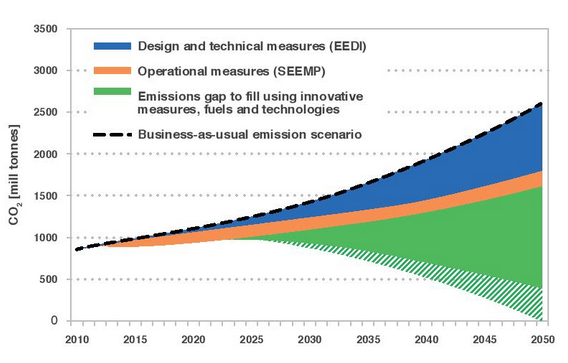 3500
3000
2500
2000
1500
1000
500
0
CO2 [mill tonnes]
Design and technical measures (EEDI)
Operational measures (SEEMP)
Emissions gap to fill using innovative
measures, fuels and technologies
Business-as-usual emission scenario
2010 2015 2020 2025 2030 2035 2040 2045 2050